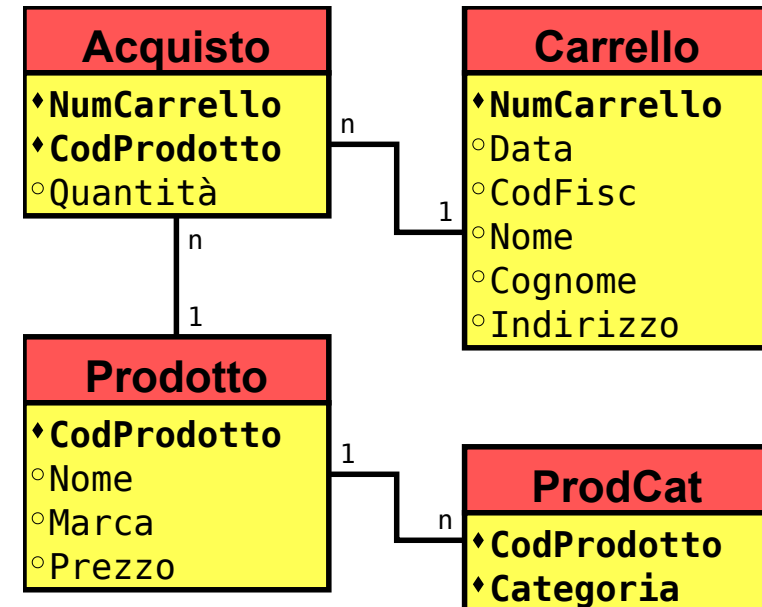 Acquisto
♦NumCarrello
♦CodProdotto
○Quantità
n
1
Carrello
♦NumCarrello
○Data
○CodFisc
○Nome
○Cognome
○Indirizzo
n
1
Prodotto
♦CodProdotto
○Nome
○Marca
○Prezzo
1
n
ProdCat
♦CodProdotto
♦Categoria